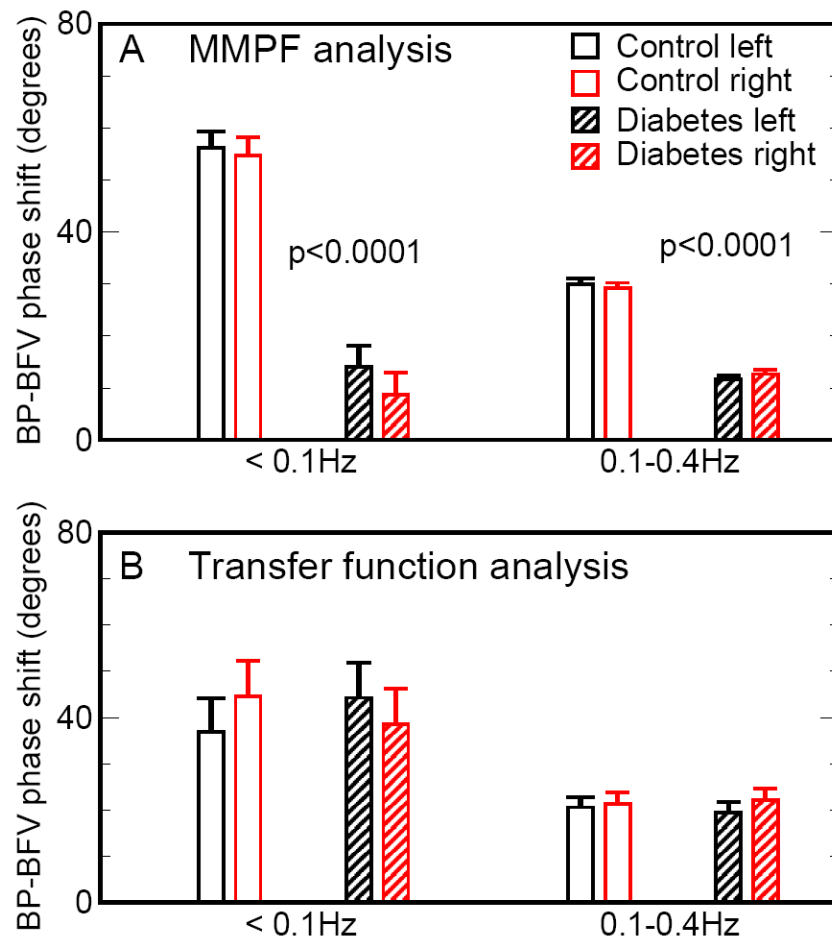 80
A MMPF analysis
Control left
Control right
Diabetes left
Diabetes right
BP-BFV phase shift (degrees)
40
p<0.0001
p<0.0001
0
< 0.1Hz
0.1-0.4Hz
80
B Transfer function analysis
BP-BFV phase shift (degrees)
40
0
< 0.1Hz
0.1-0.4Hz